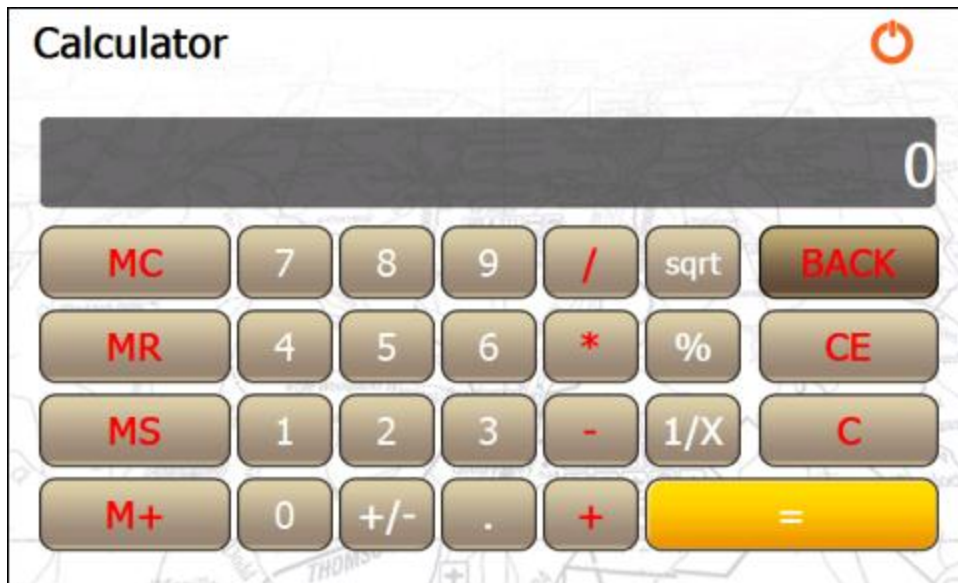 Calculator
0
MC 7 8 9 / sqrt BACK
MR 4 5 6 * % CE
MS 1 2 3 - 1/X C
M+ 0 +/- . + =